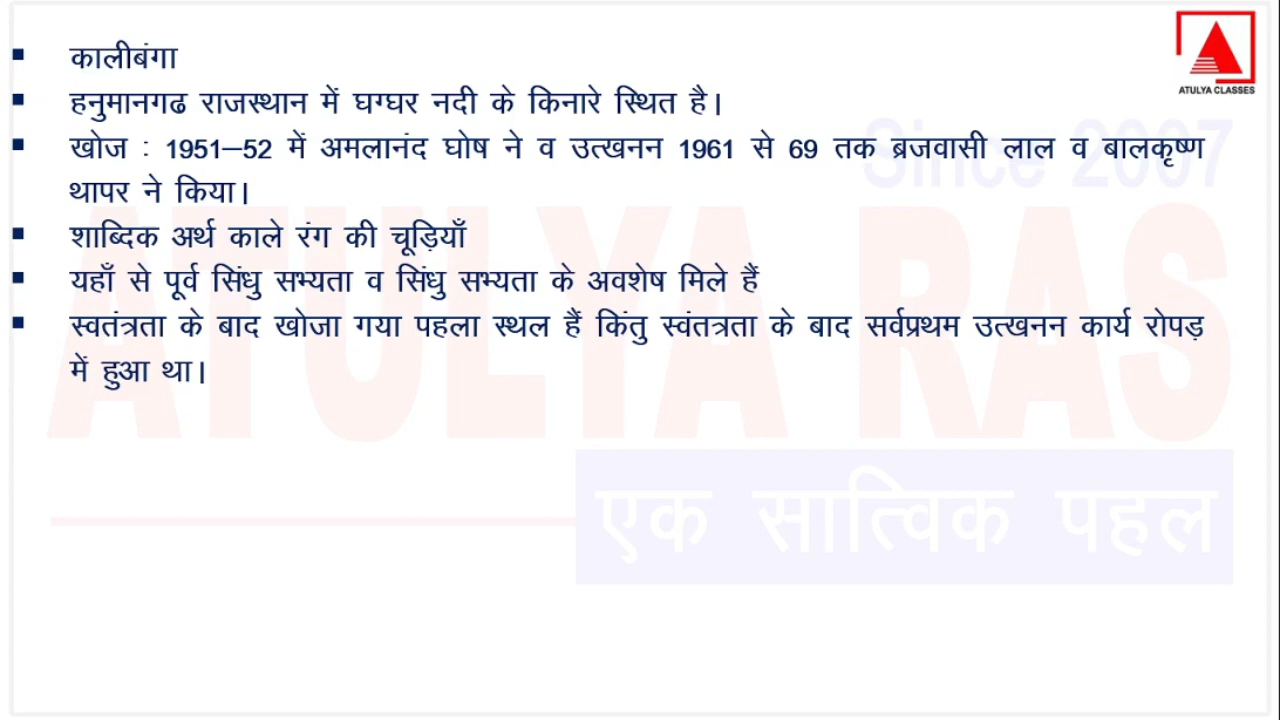 ATULYA CLASSES
▪ कालीबंगा
▪ हनुमानगढ राजस्थान में घग्घर नदी के किनारे स्थित है।
▪ खोज : 1951–52 में अमलानंद घोष ने व उत्खनन 1961 से 69 तक ब्रजवासी लाल व बालकृष्ण
थापर ने किया।
▪ शाब्दिक अर्थ काले रंग की चूड़ियाँ
▪ यहाँ से पूर्व सिंधु सभ्यता व सिंधु सभ्यता के अवशेष मिले हैं
▪ स्वतंत्रता के बाद खोजा गया पहला स्थल हैं किंतु स्वंतत्रता के बाद सर्वप्रथम उत्खनन कार्य रोपड़
में हुआ था।
Since 2007
ATULYA RAS
एक सात्विक पहल